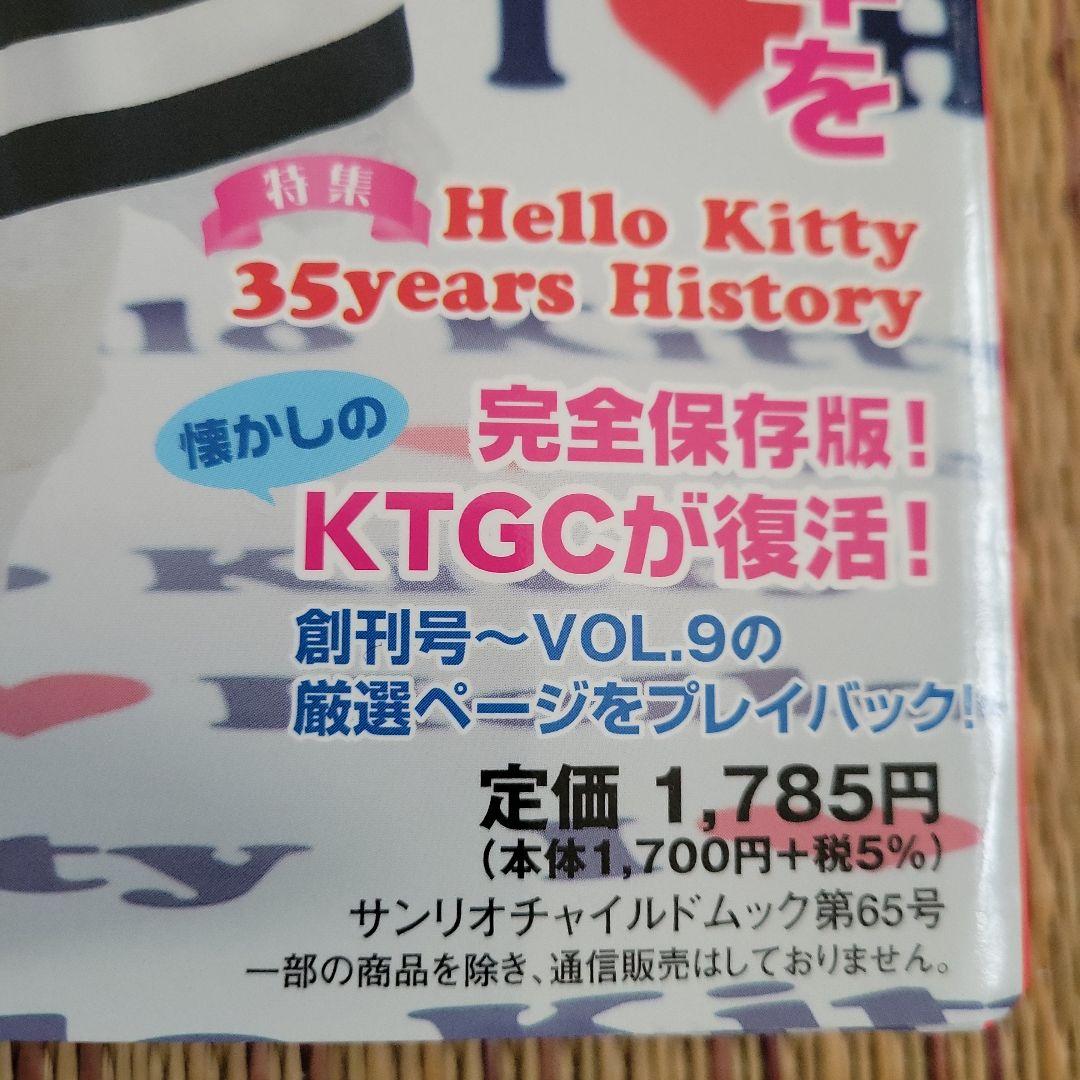 I ♥ H
を
特集
Hello Kitty
35years History
懐かしの
完全保存版!
KTGCが復活!
創刊号〜VOL.9の
厳選ページをプレイバック!
定価 1,785円
(本体1,700円+税5%)
サンリオチャイルドムック第65号
一部の商品を除き、通信販売はしておりません。